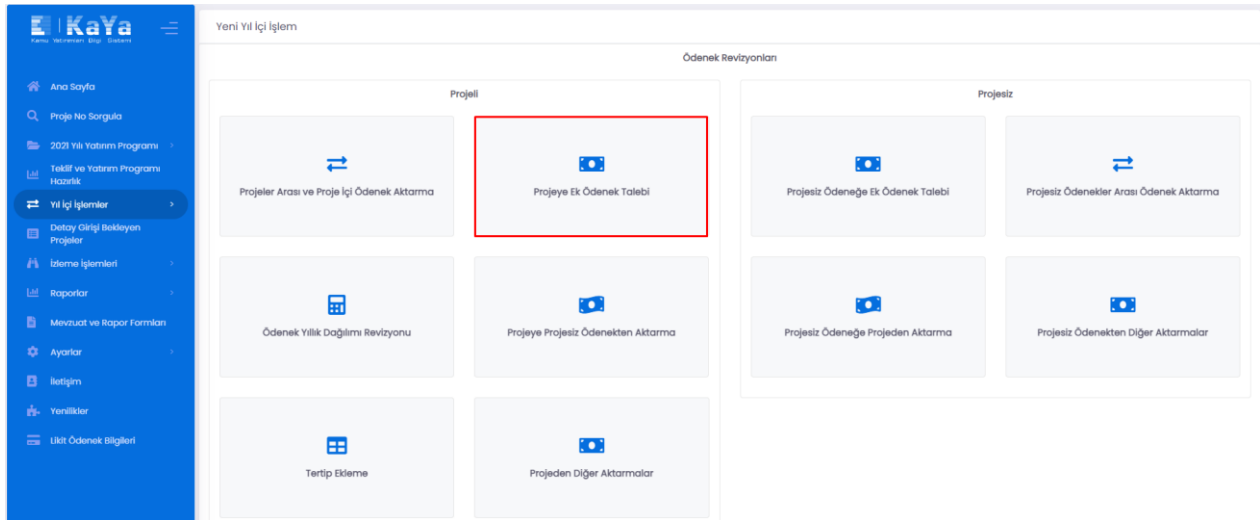 KaYa
Kamu Yatırımları Bilgi Sistemi
Ana Sayfa
Proje No Sorgula
2021 Yılı Yatırım Programı
Teklif ve Yatırım Programı
Hazırlık
Yıl İçi İşlemler
Detay Girişi Bekleyen
Projeler
İzleme İşlemleri
Raporlar
Mevzuat ve Rapor Formları
Ayarlar
İletişim
Yenilikler
Likit Ödenek Bilgileri
Yeni Yıl İçi İşlem
Ödenek Revizyonları
Projeli
Projeler Arası ve Proje İçi Ödenek Aktarma
Projeye Ek Ödenek Talebi
Ödenek Yıllık Dağılımı Revizyonu
Projeye Projesiz Ödenekten Aktarma
Tertip Ekleme
Projeden Diğer Aktarmalar
Projesiz
Projesiz Ödeneğe Ek Ödenek Talebi
Projesiz Ödenekler Arası Ödenek Aktarma
Projesiz Ödeneğe Projeden Aktarma
Projesiz Ödenekten Diğer Aktarmalar